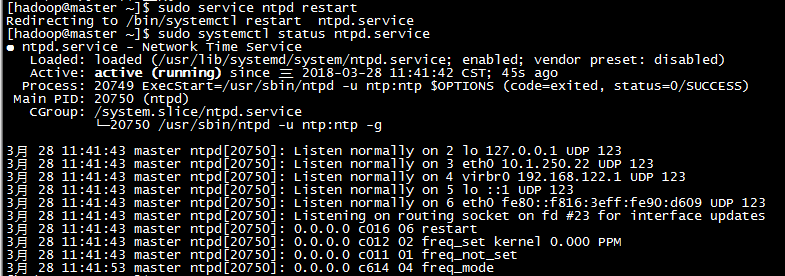 [hadoop@master ~]$ sudo service ntpd restart
Redirecting to /bin/systemctl restart  ntpd.service
[hadoop@master ~]$ sudo systemctl status ntpd.service
● ntpd.service - Network Time Service
   Loaded: loaded (/usr/lib/systemd/system/ntpd.service; enabled; vendor preset: disabled)
   Active: active (running) since 三 2018-03-28 11:41:42 CST; 45s ago
  Process: 20749 ExecStart=/usr/sbin/ntpd -u ntp:ntp $OPTIONS (code=exited, status=0/SUCCESS)
 Main PID: 20750 (ntpd)
   CGroup: /system.slice/ntpd.service
           └─20750 /usr/sbin/ntpd -u ntp:ntp -g
3月 28 11:41:43 master ntpd[20750]: Listen normally on 2 lo 127.0.0.1 UDP 123
3月 28 11:41:43 master ntpd[20750]: Listen normally on 3 eth0 10.1.250.22 UDP 123
3月 28 11:41:43 master ntpd[20750]: Listen normally on 4 virbr0 192.168.122.1 UDP 123
3月 28 11:41:43 master ntpd[20750]: Listen normally on 5 lo ::1 UDP 123
3月 28 11:41:43 master ntpd[20750]: Listen normally on 6 eth0 fe80::f816:3eff:fe90:d609 UDP 123
3月 28 11:41:43 master ntpd[20750]: Listening on routing socket on fd #23 for interface updates
3月 28 11:41:43 master ntpd[20750]: 0.0.0.0 c016 06 restart
3月 28 11:41:43 master ntpd[20750]: 0.0.0.0 c012 02 freq_set kernel 0.000 PPM
3月 28 11:41:43 master ntpd[20750]: 0.0.0.0 c011 01 freq_not_set
3月 28 11:41:53 master ntpd[20750]: 0.0.0.0 c614 04 freq_mode